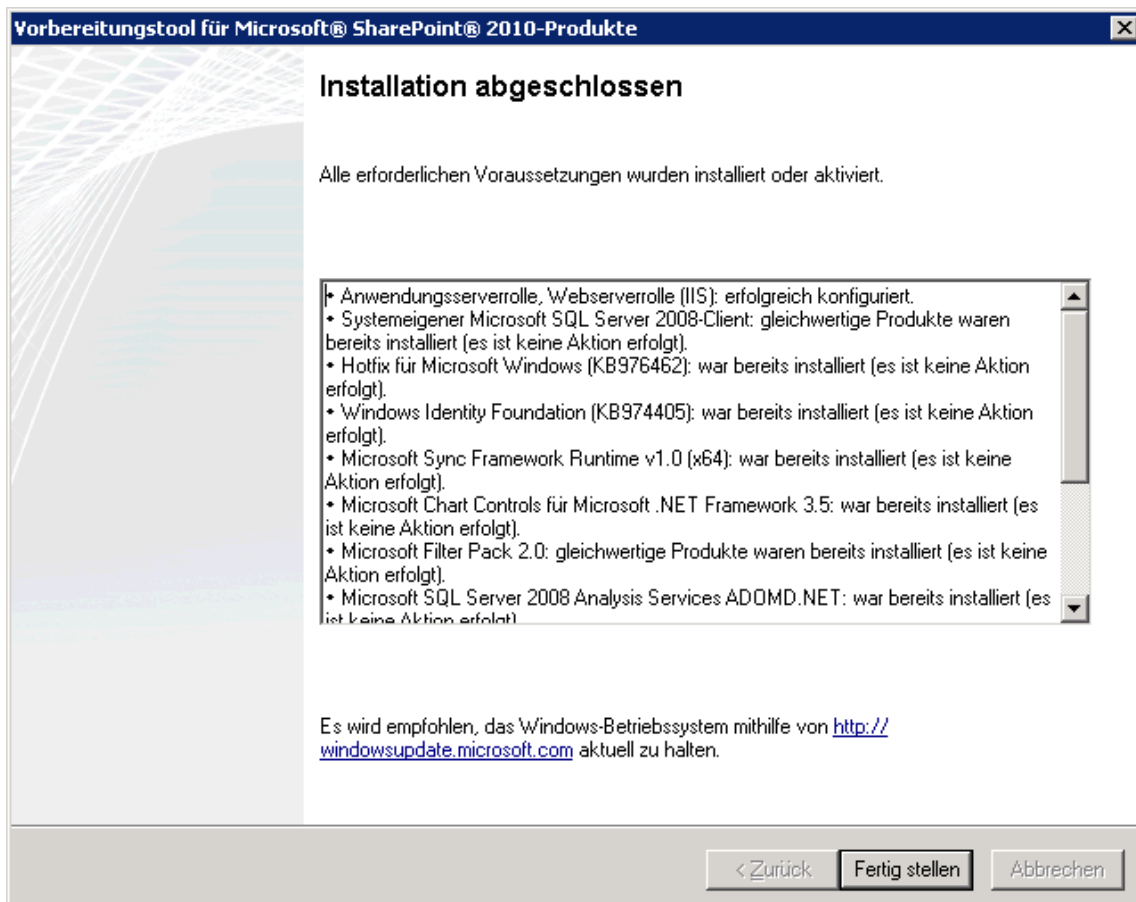 Vorbereitungstool für Microsoft® SharePoint® 2010-Produkte
Installation abgeschlossen
Alle erforderlichen Voraussetzungen wurden installiert oder aktiviert.
• Anwendungsserverrolle, Webserverrolle (IIS): erfolgreich konfiguriert.
• Systemeigener Microsoft SQL Server 2008-Client: gleichwertige Produkte waren
bereits installiert (es ist keine Aktion erfolgt).
• Hotfix für Microsoft Windows (KB976462): war bereits installiert (es ist keine Aktion
erfolgt).
• Windows Identity Foundation (KB974405): war bereits installiert (es ist keine Aktion
erfolgt).
• Microsoft Sync Framework Runtime v1.0 (x64): war bereits installiert (es ist keine
Aktion erfolgt).
• Microsoft Chart Controls für Microsoft .NET Framework 3.5: war bereits installiert (es
ist keine Aktion erfolgt).
• Microsoft Filter Pack 2.0: gleichwertige Produkte waren bereits installiert (es ist keine
Aktion erfolgt).
• Microsoft SQL Server 2008 Analysis Services ADOMD.NET: war bereits installiert (es
ist keine Aktion erfolgt)
Es wird empfohlen, das Windows-Betriebssystem mithilfe von http://
windowsupdate.microsoft.com aktuell zu halten.
< Zurück Fertig stellen Abbrechen